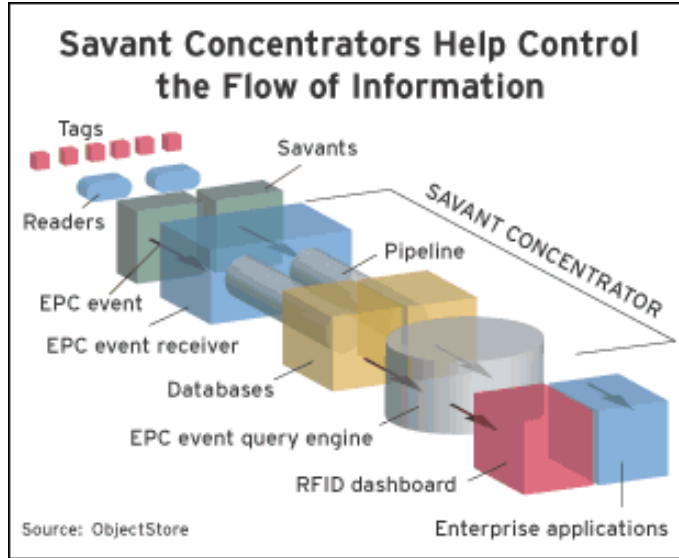 Savant Concentrators Help Control
the Flow of Information
Tags
Savants
Readers
SAVANT CONCENTRATOR
Pipeline
EPC event
EPC event receiver
Databases
EPC event query engine
RFID dashboard
Source: ObjectStore
Enterprise applications